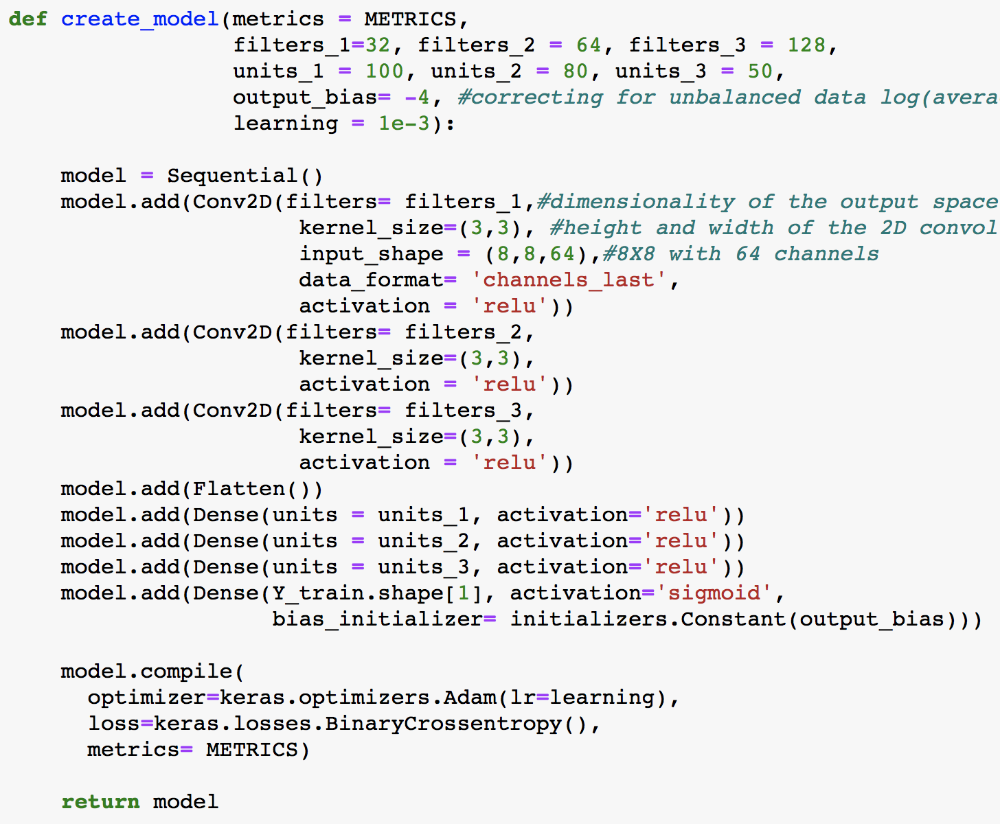 def create_model(metrics = METRICS,
filters_1=32, filters_2 = 64, filters_3 = 128,
units_1 = 100, units_2 = 80, units_3 = 50,
output_bias= -4, #correcting for unbalanced data log(avera
learning = 1e-3):
model = Sequential()
model.add(Conv2D(filters= filters_1,#dimensionality of the output space
kernel_size=(3,3), #height and width of the 2D convol
input_shape = (8,8,64),#8X8 with 64 channels
data_format= 'channels_last',
activation = 'relu'))
model.add(Conv2D(filters= filters_2,
kernel_size=(3,3),
activation = 'relu'))
model.add(Conv2D(filters= filters_3,
kernel_size=(3,3),
activation = 'relu'))
model.add(Flatten())
model.add(Dense(units = units_1, activation='relu'))
model.add(Dense(units = units_2, activation='relu'))
model.add(Dense(units = units_3, activation='relu'))
model.add(Dense(Y_train.shape[1], activation='sigmoid',
bias_initializer= initializers.Constant(output_bias)))
model.compile(
optimizer=keras.optimizers.Adam(lr=learning),
loss=keras.losses.BinaryCrossentropy(),
metrics= METRICS)
return model